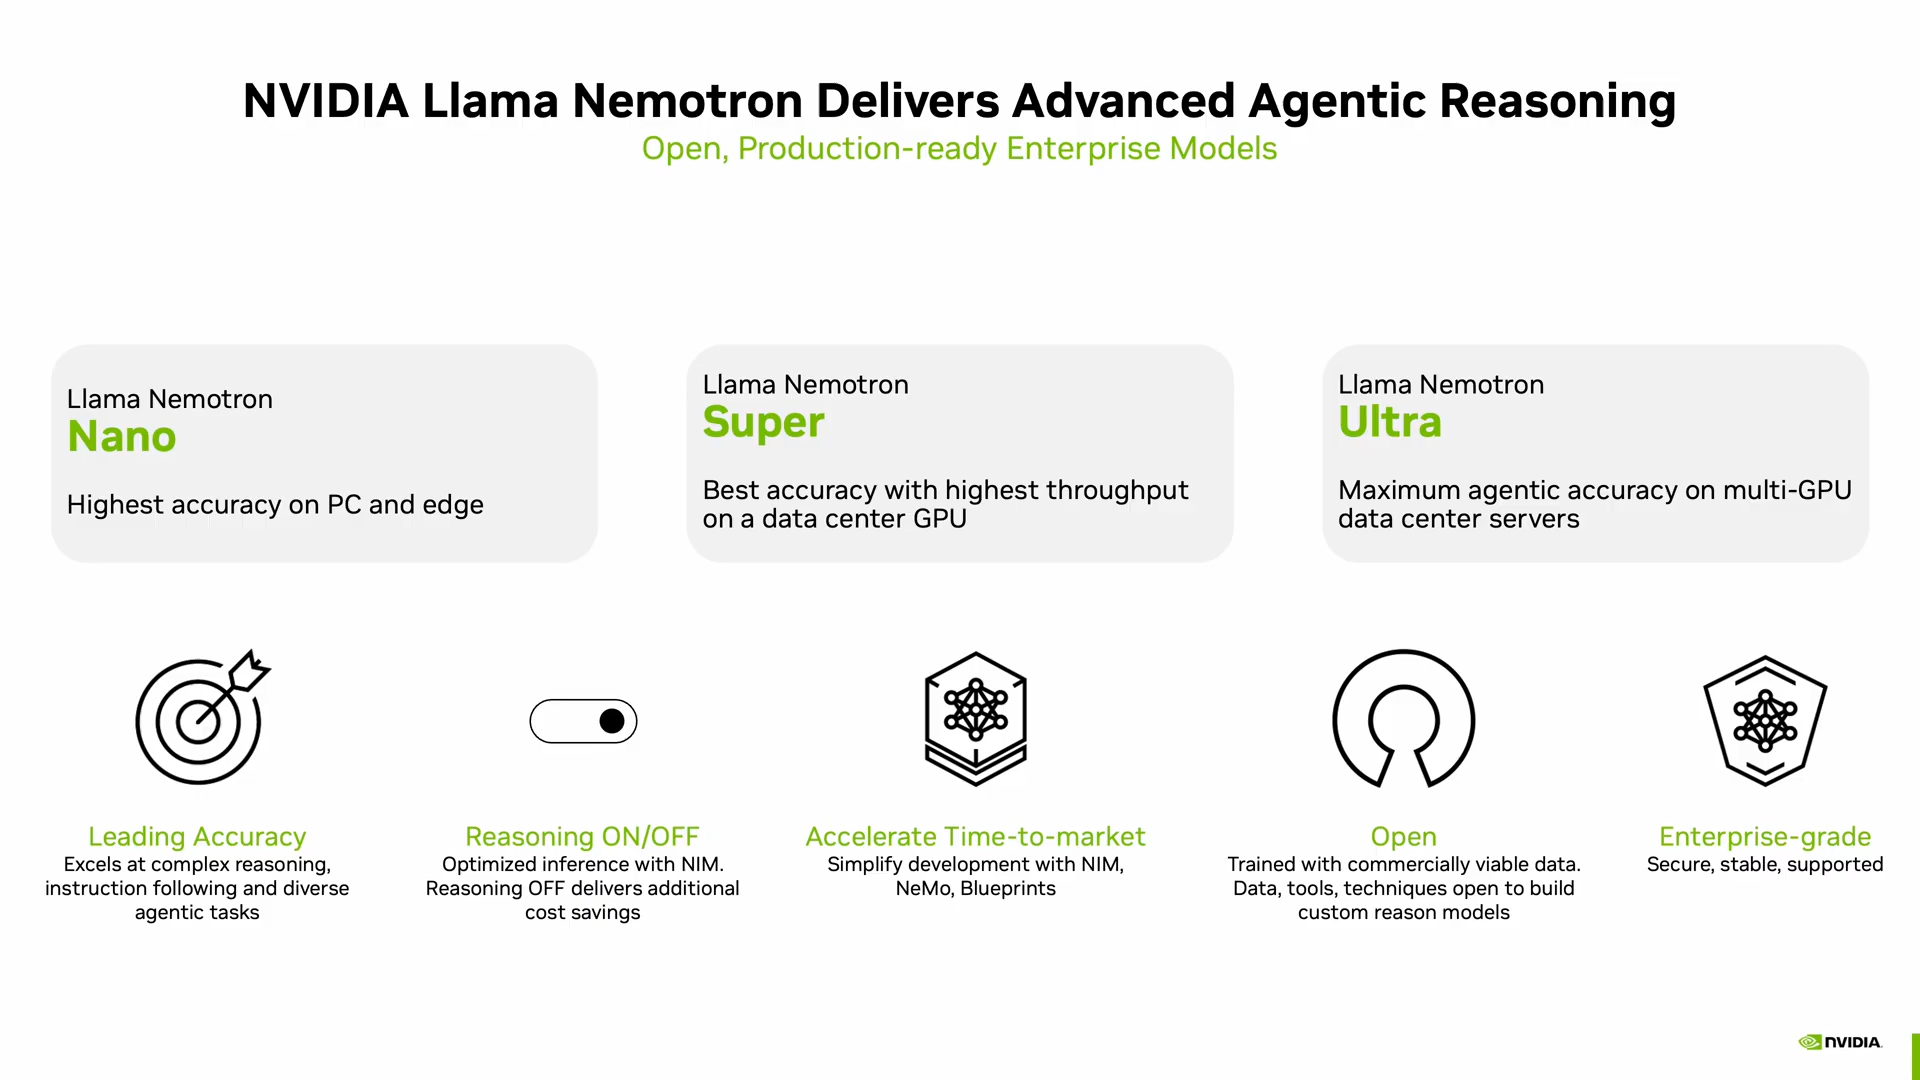 NVIDIA Llama Nemotron Delivers Advanced Agentic Reasoning
Open, Production-ready Enterprise Models
Llama Nemotron
Nano
Highest accuracy on PC and edge
Llama Nemotron
Super
Best accuracy with highest throughput
on a data center GPU
Llama Nemotron
Ultra
Maximum agentic accuracy on multi-GPU
data center servers
Leading Accuracy
Excels at complex reasoning,
instruction following and diverse
agentic tasks
Reasoning ON/OFF
Optimized inference with NIM.
Reasoning OFF delivers additional
cost savings
Accelerate Time-to-market
Simplify development with NIM,
NeMo, Blueprints
Open
Trained with commercially viable data.
Data, tools, techniques open to build
custom reason models
Enterprise-grade
Secure, stable, supported
NVIDIA.